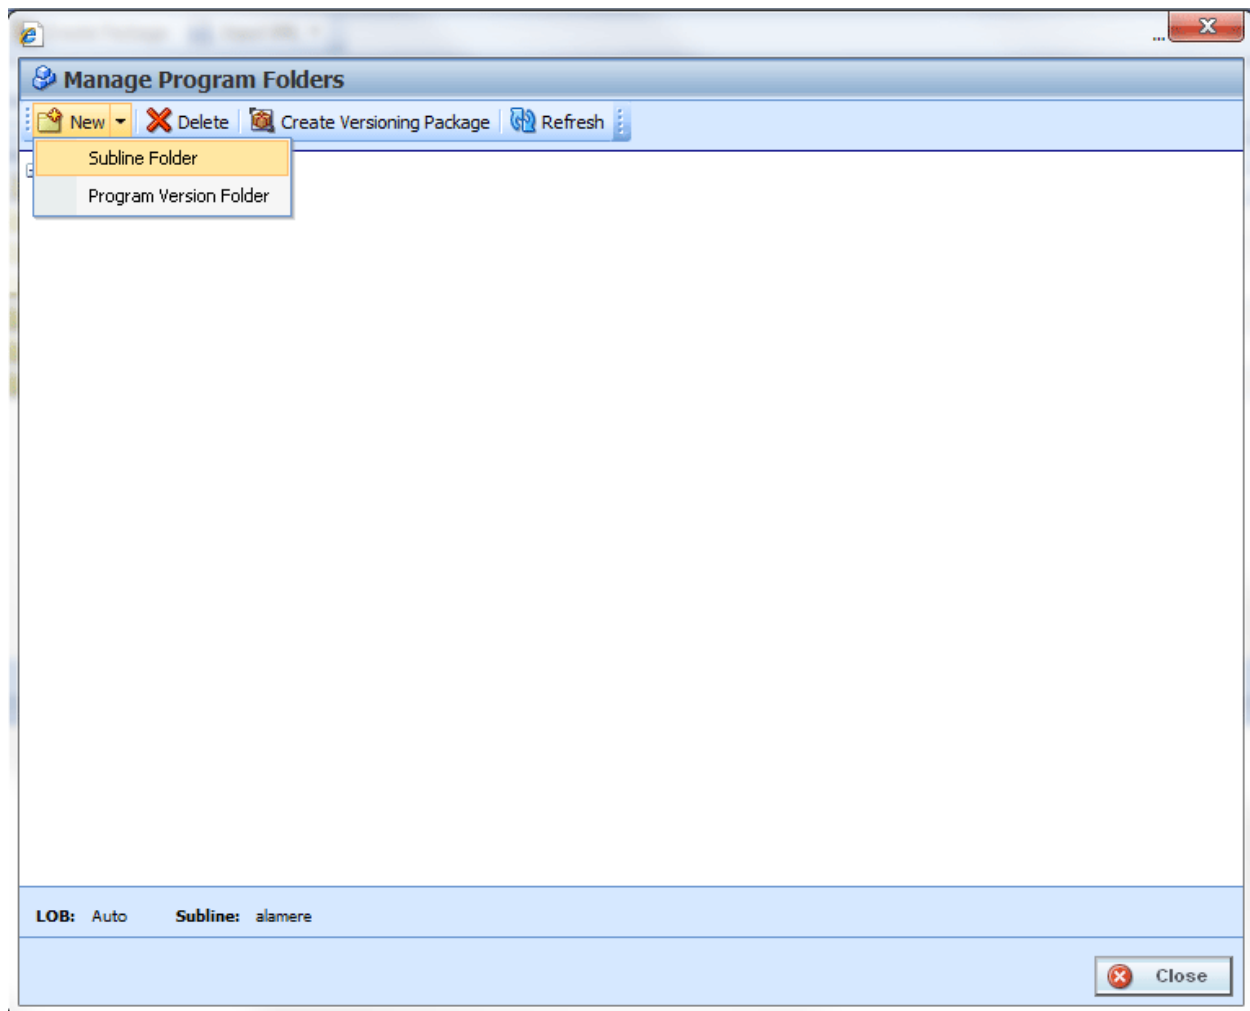 ...
Manage Program Folders
New Delete Create Versioning Package Refresh
Subline Folder
Program Version Folder
LOB: Auto Subline: alamere
Close